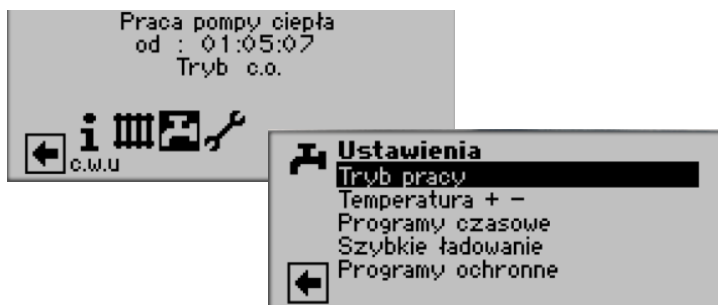 Praca pompy ciepła
od : 01:05:07
Tryb c.o.
c.w.u
Ustawienia
Tryb pracy
Temperatura + -
Programy czasowe
Szybkie ładowanie
Programy ochronne